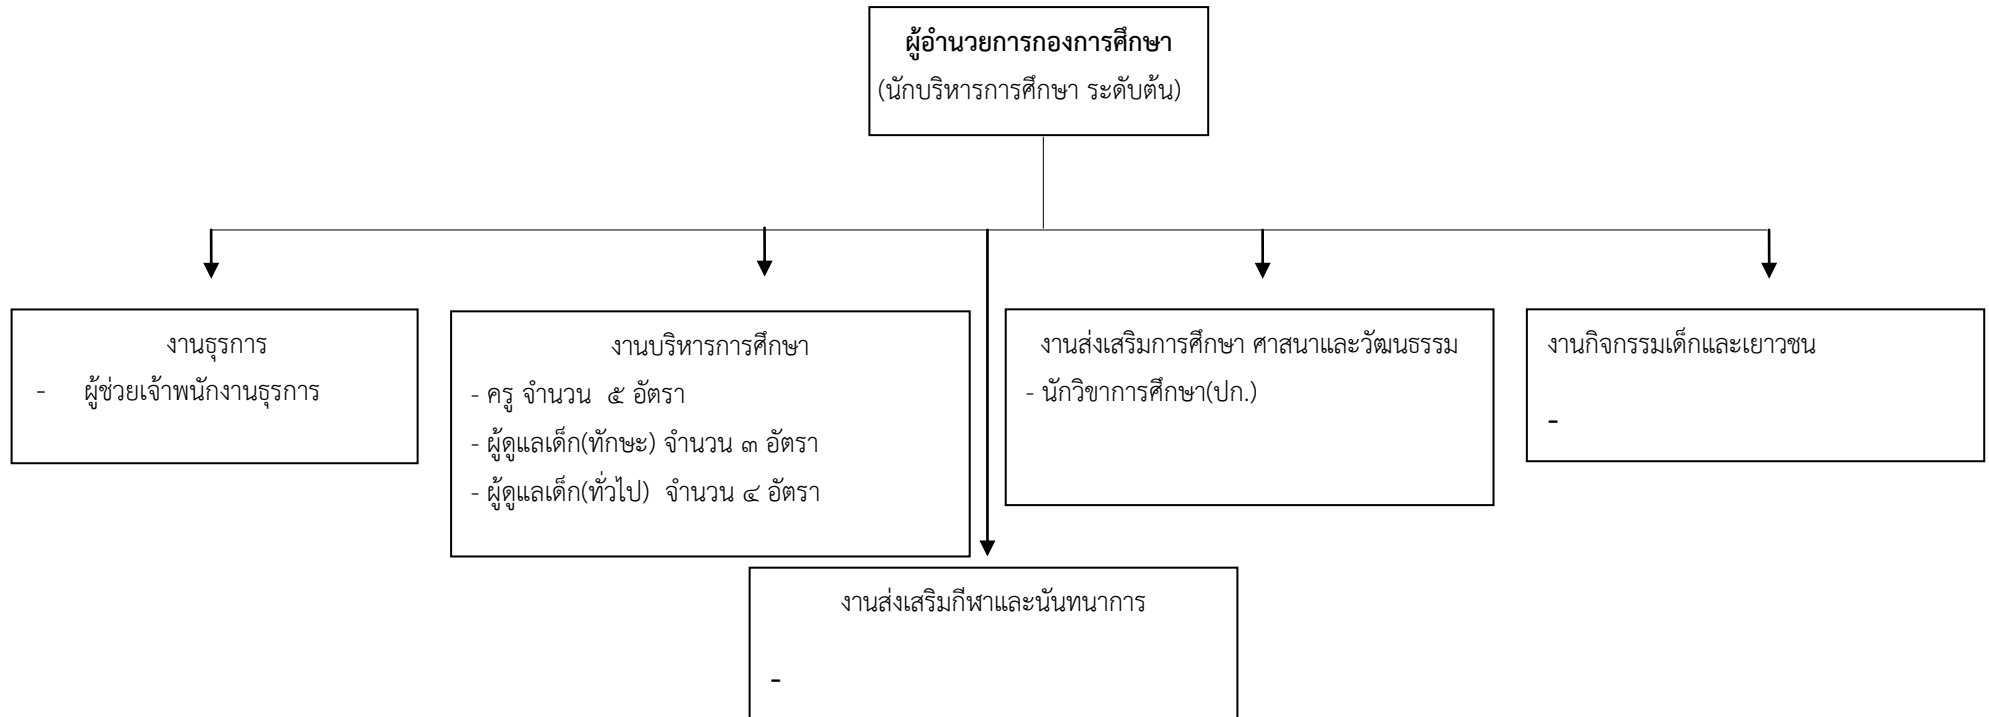 ผู้อำนวยการกองการศึกษา
(นักบริหารการศึกษา ระดับต้น)
งานธุรการ
- ผู้ช่วยเจ้าพนักงานธุรการ
งานบริหารการศึกษา
- ครู จำนวน ๕ อัตรา
- ผู้ดูแลเด็ก(ทักษะ) จำนวน ๓ อัตรา
- ผู้ดูแลเด็ก(ทั่วไป) จำนวน ๔ อัตรา
งานส่งเสริมการศึกษา ศาสนาและวัฒนธรรม
- นักวิขาการศึกษา(ปก.)
งานกิจกรรมเด็กและเยาวชน
-
งานส่งเสริมกีฬาและนันทนาการ
-